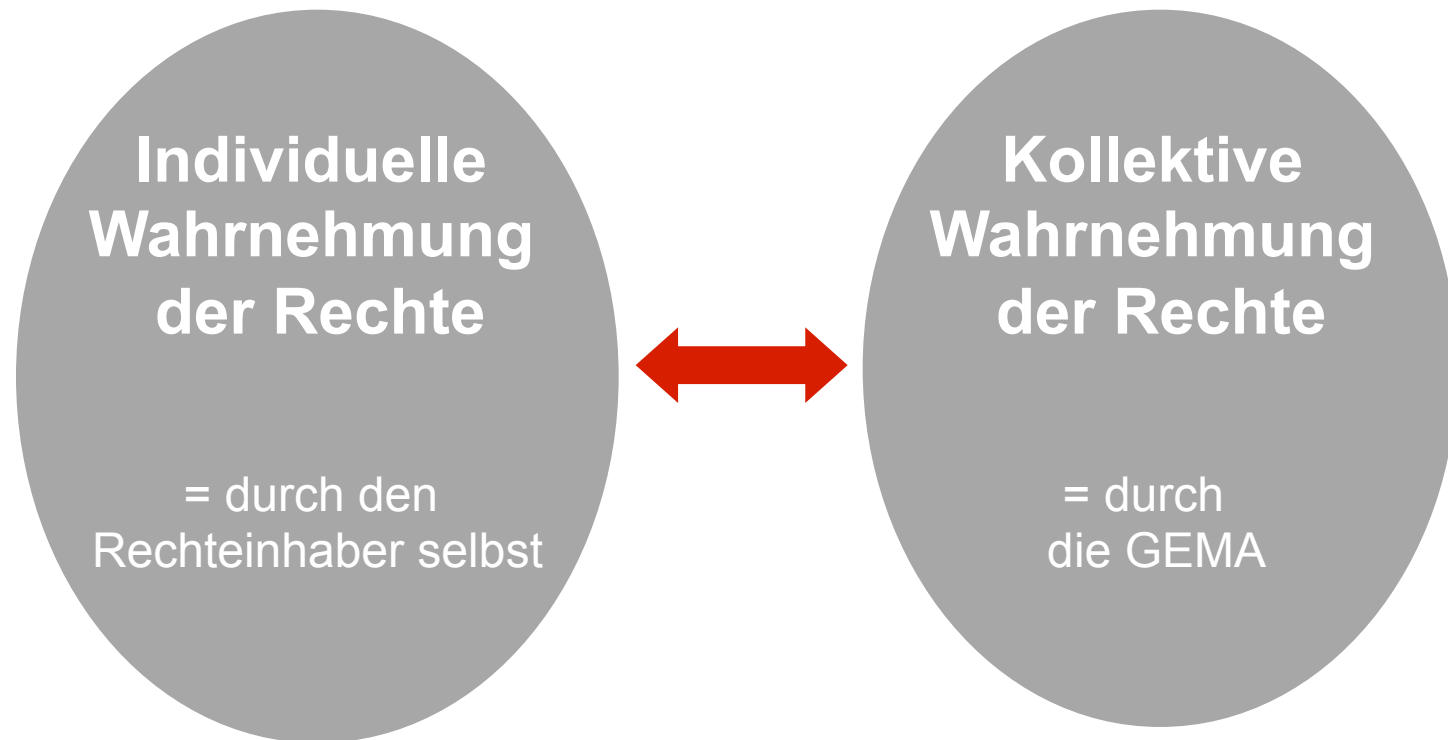 Individuelle
Wahrnehmung
der Rechte
= durch den
Rechteinhaber selbst
Kollektive
Wahrnehmung
der Rechte
= durch
die GEMA